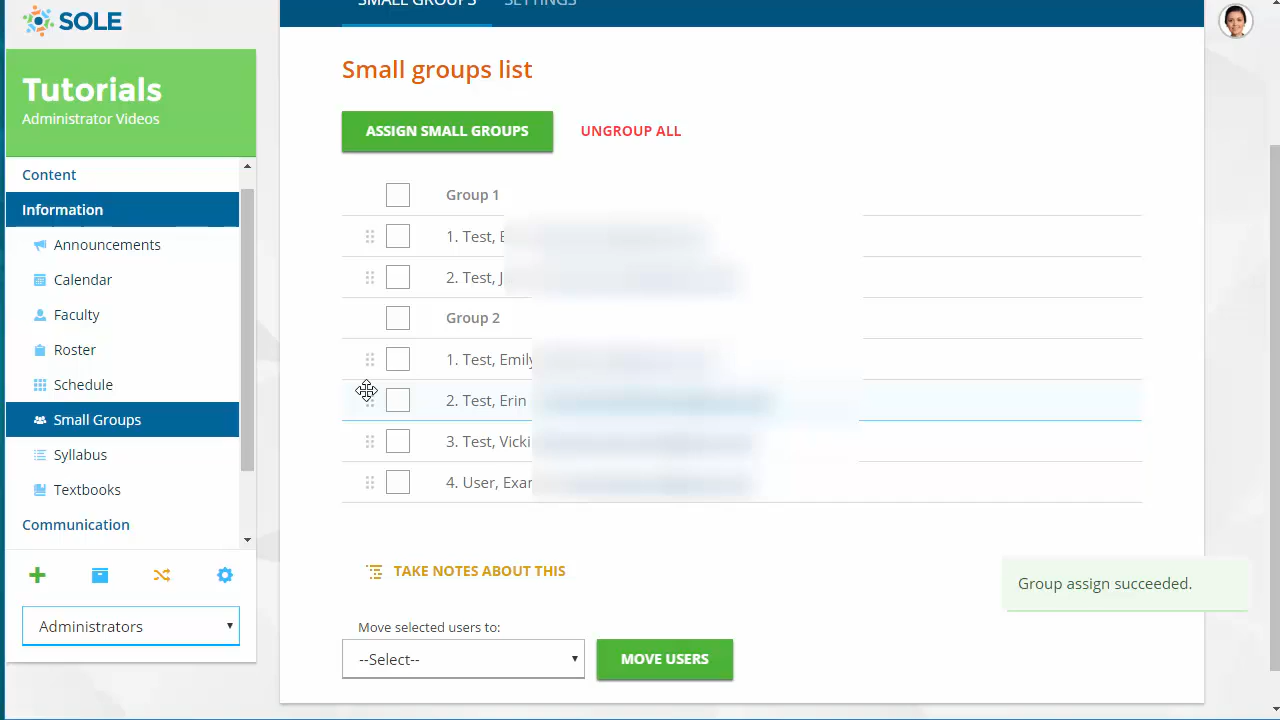 SOLE
SMALL GROUPS SETTINGS
Tutorials
Administrator Videos
Content
Information
Announcements
Calendar
Faculty
Roster
Schedule
Small Groups
Syllabus
Textbooks
Communication
Administrators
Small groups list
ASSIGN SMALL GROUPS UNGROUP ALL
Group 1
1. Test,
2. Test,
Group 2
1. Test, Emily
2. Test, Erin
3. Test, Vicki
4. User,
TAKE NOTES ABOUT THIS
Group assign succeeded.
Move selected users to:
--Select-- MOVE USERS